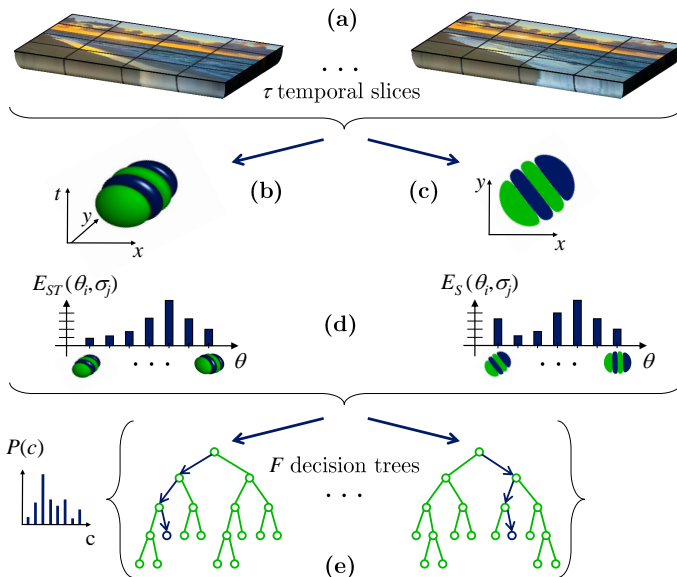 (a)
. . .
τ temporal slices
(b)
(c)
t
y
x
y
x
E_ST(θ_i,σ_j)
E_S(θ_i,σ_j)
(d)
. . .
θ
. . .
θ
P(c)
c
F decision trees
. . .
(e)